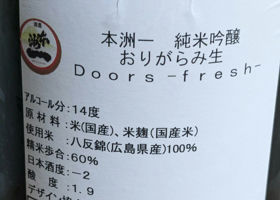 本洲一 純米吟醸
おりがらみ生
Doors -fresh-
アルコール分：14度
原材料：米(国産)、米麹(国産米)
使用米：八反錦(広島県産)100%
精米歩合：60%
日本酒度：-2
酸度：1.9